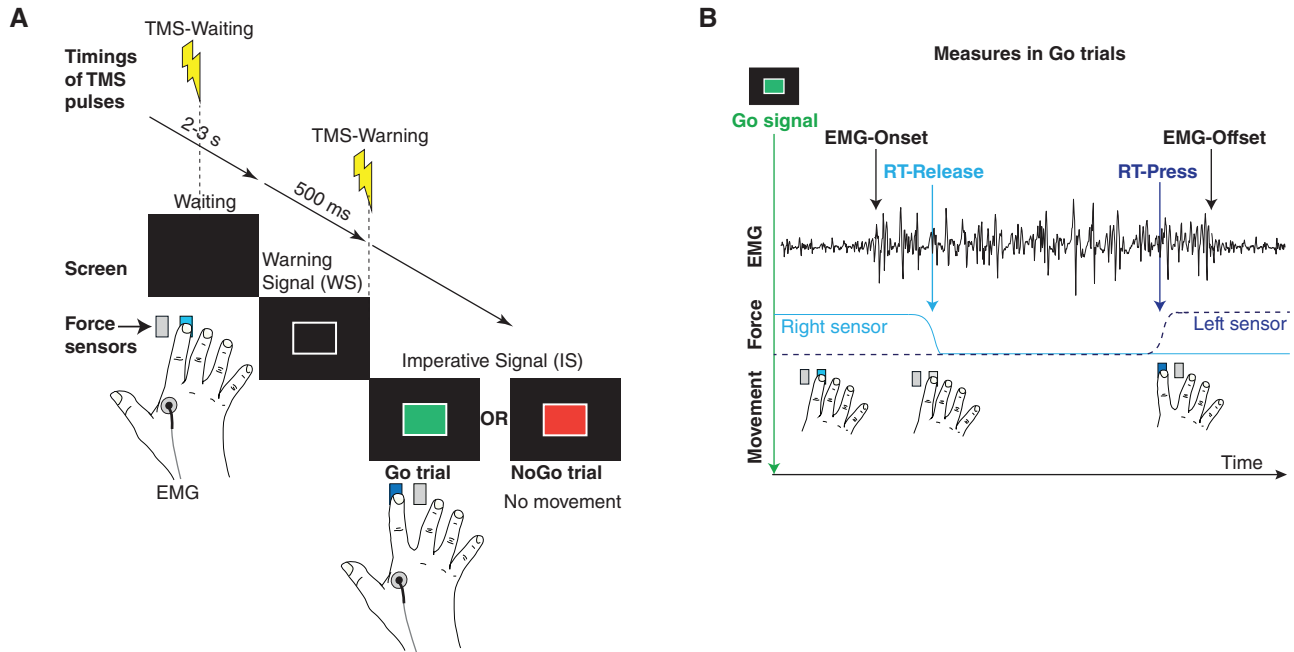 A
TMS-Waiting
Timings
of TMS
pulses
2-3 s
TMS-Warning
500 ms
Waiting
Screen
Warning
Signal (WS)
Force
sensors
Imperative Signal (IS)
OR
Go trial
NoGo trial
No movement
EMG
B
Measures in Go trials
Go signal
EMG-Onset
EMG-Offset
RT-Release
RT-Press
EMG
Force
Right sensor
Left sensor
Movement
Time